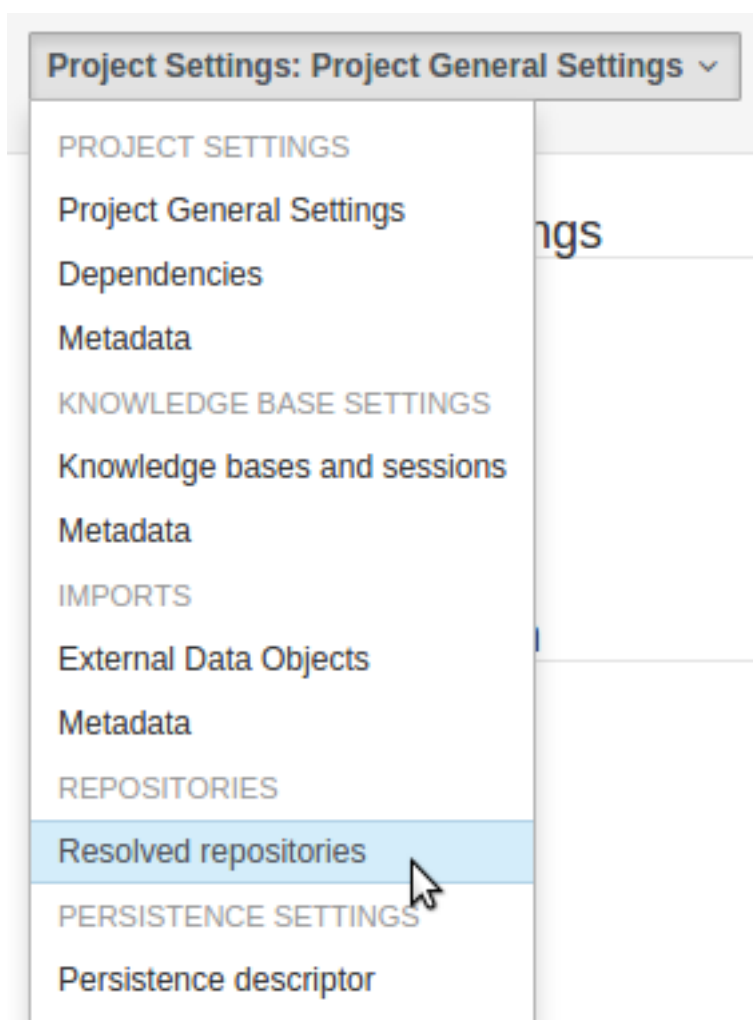 Project Settings: Project General Settings
PROJECT SETTINGS
Project General Settings
ngs
Dependencies
Metadata
KNOWLEDGE BASE SETTINGS
Knowledge bases and sessions
Metadata
IMPORTS
External Data Objects
Metadata
REPOSITORIES
Resolved repositories
PERSISTENCE SETTINGS
Persistence descriptor